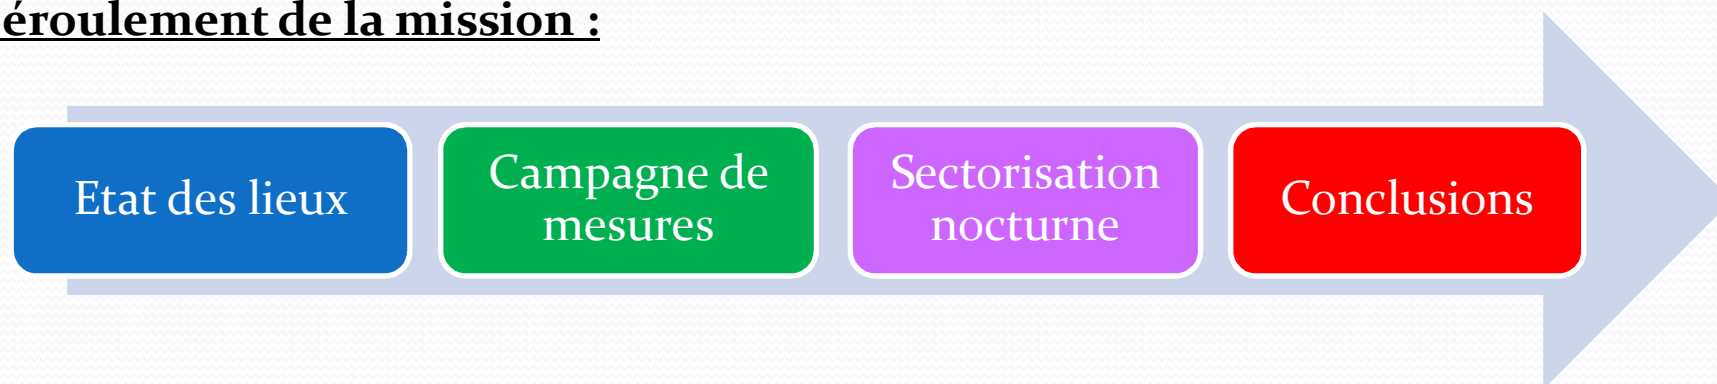 éroulement de la mission :
Etat des lieux
Campagne de
mesures
Sectorisation
nocturne
Conclusions